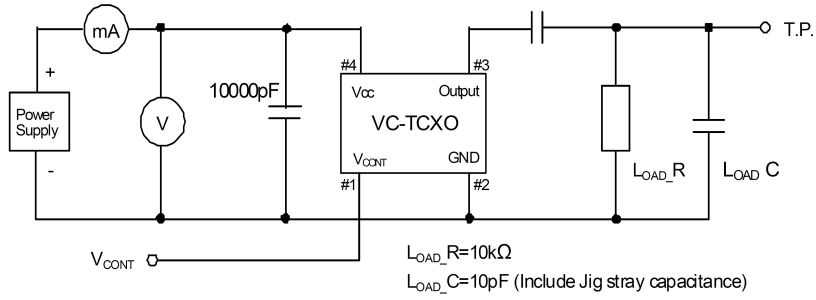 mA
T.P.
#4
#3
+
10000pF
Vcc
Output
Power
Supply
V
VC-TCXO
VCONT
GND
-
#1
#2
LOAD_R
LOAD C
VCONT
LOAD_R=10kΩ
LOAD_C=10pF (Include Jig stray capacitance)